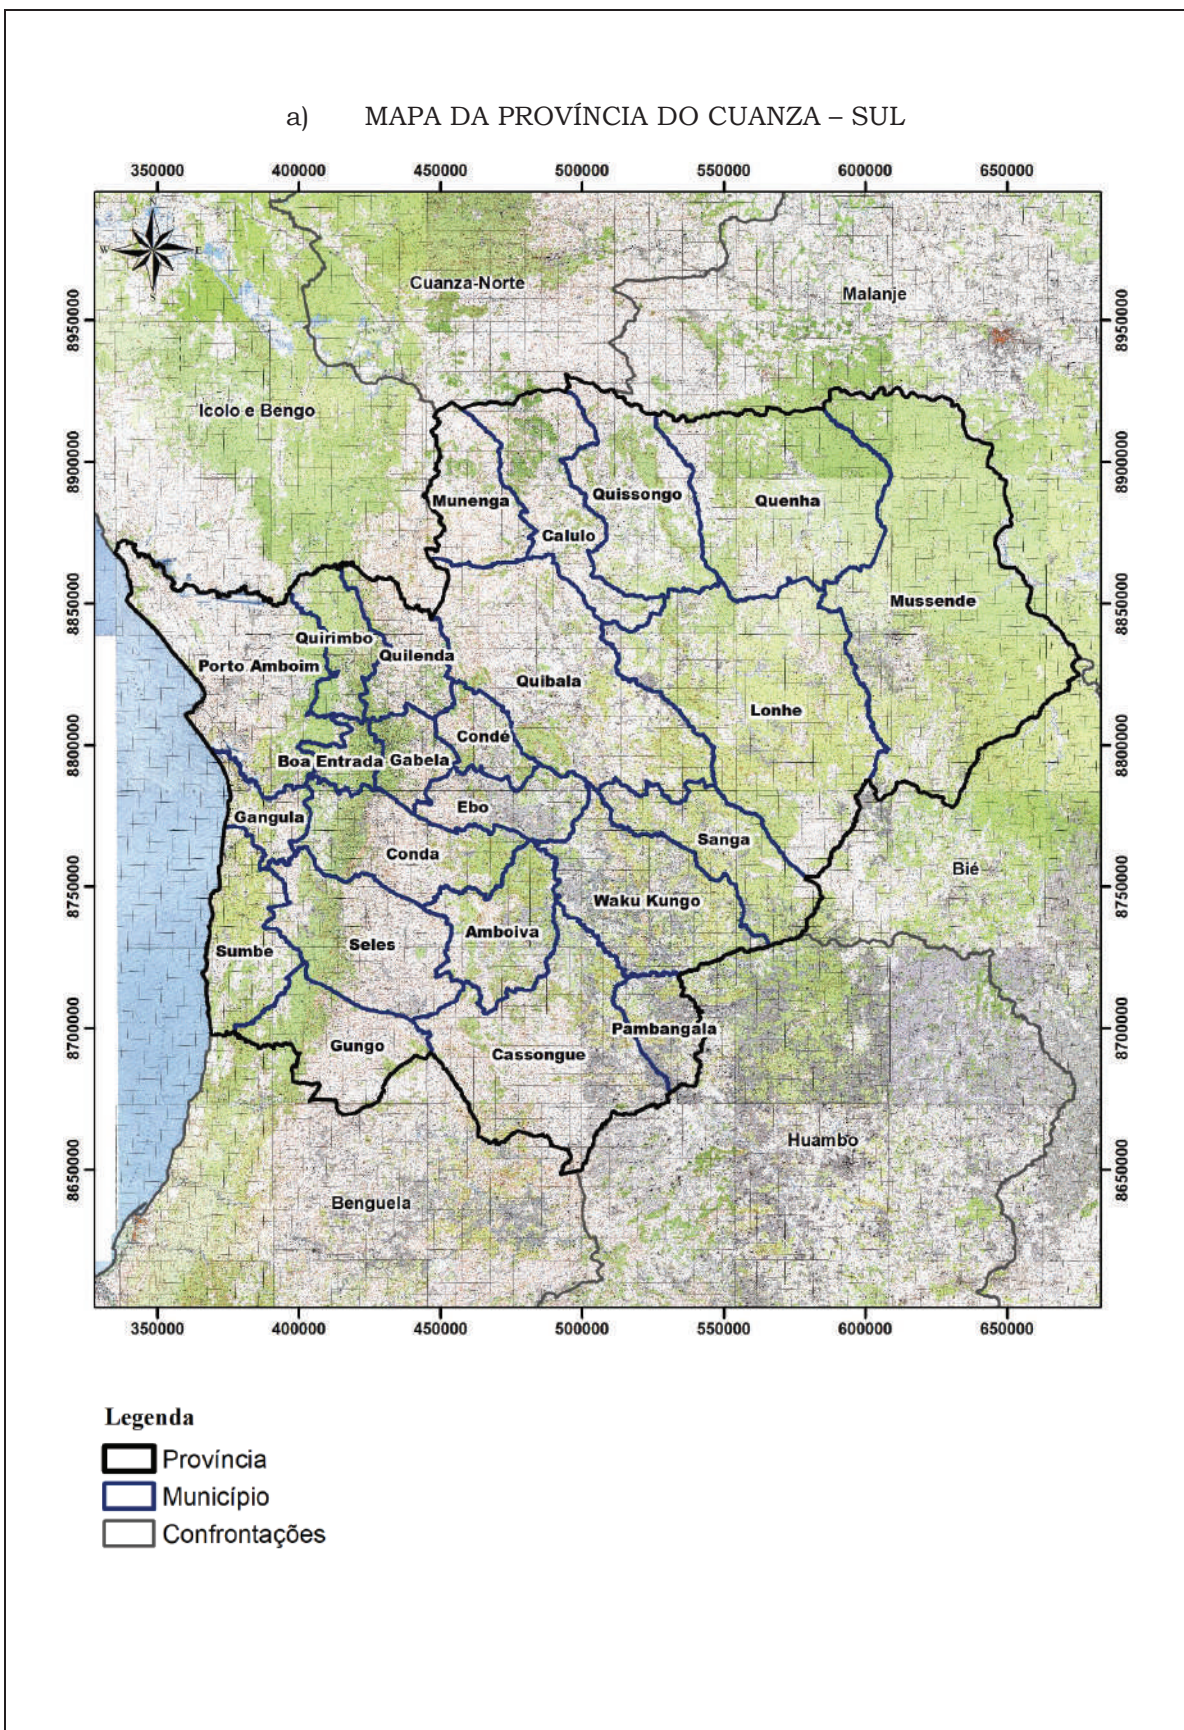 a) MAPA DA PROVÍNCIA DO CUANZA – SUL
350000 400000 450000 500000 550000 600000 650000
N
W E
S
Cuanza-Norte
Malanje
8950000 8950000
Icolo e Bengo
8900000 8900000
Munenga
Quissongo
Quenha
Calulo
8850000 8850000
Mussende
Quirimbo
Quilenda
Porto Amboim
Quibala
Lonhe
Condé
8800000 8800000
Boa Entrada
Gabela
Ebo
Gangula
Sanga
Conda
Bié
8750000 8750000
Waku Kungo
Amboiva
Seles
Sumbe
8700000 8700000
Pambangala
Gungo
Cassongue
Huambo
8650000 8650000
Benguela
350000 400000 450000 500000 550000 600000 650000
Legenda
Província
Município
Confrontações